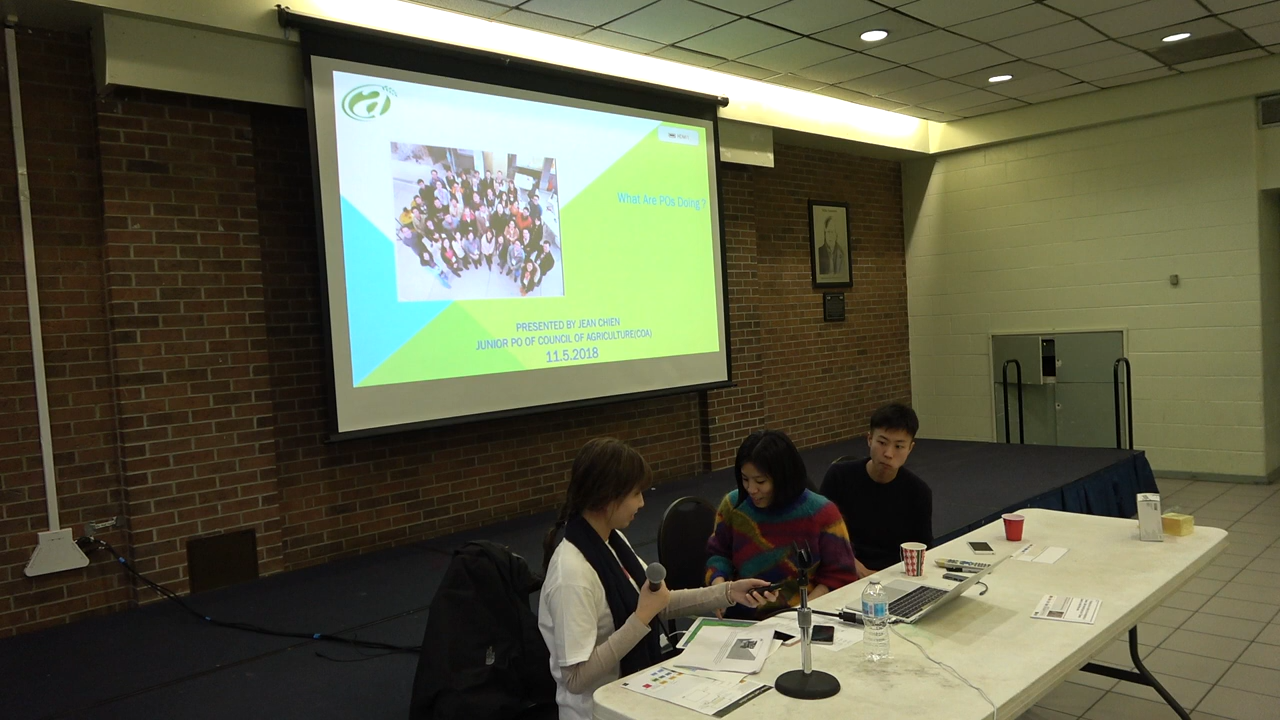 What Are POs Doing?
PRESENTED BY JEAN CHIEN
JUNIOR PO OF COUNCIL OF AGRICULTURE(COA)
11.5.2018